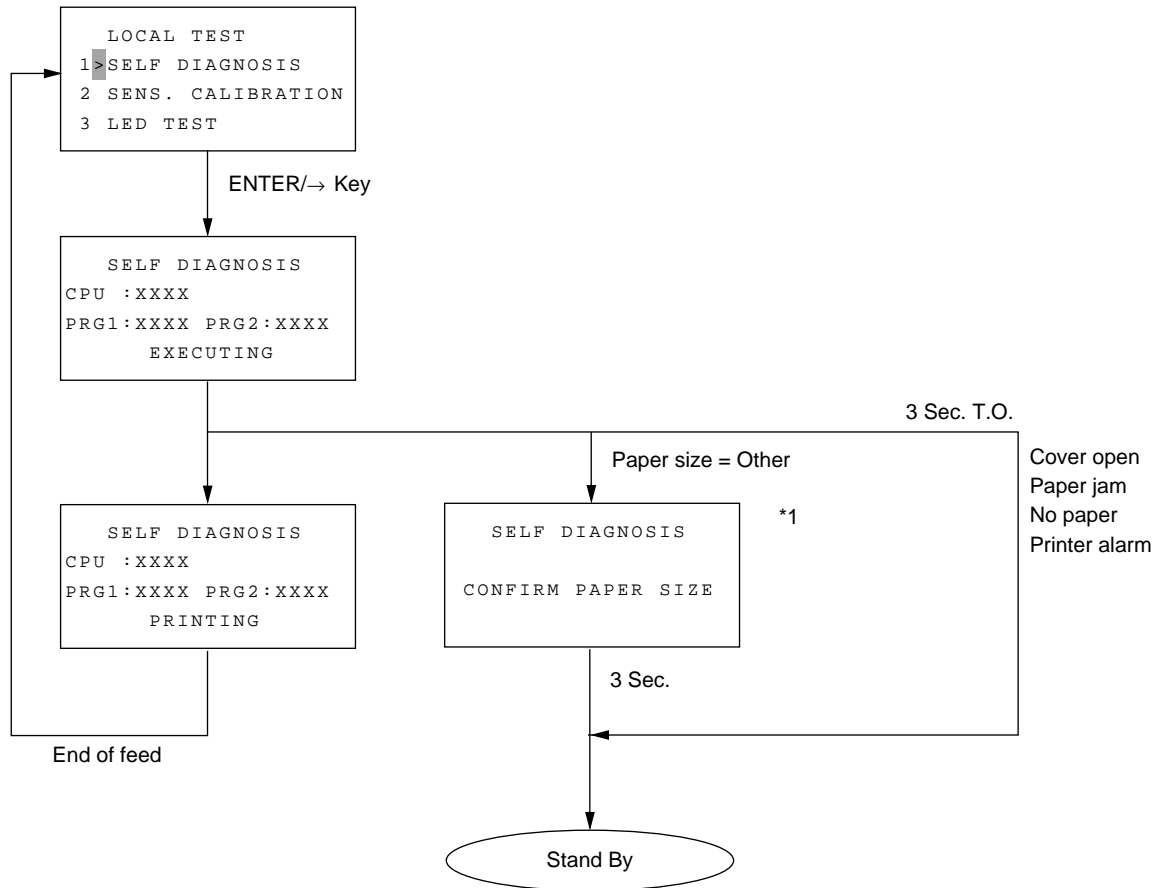 LOCAL TEST
1>SELF DIAGNOSIS
2 SENS. CALIBRATION
3 LED TEST
ENTER/→ Key
SELF DIAGNOSIS
CPU :XXXX
PRG1:XXXX PRG2:XXXX
EXECUTING
3 Sec. T.O.
Paper size = Other
Cover open
Paper jam
No paper
Printer alarm
SELF DIAGNOSIS
CPU :XXXX
PRG1:XXXX PRG2:XXXX
PRINTING
SELF DIAGNOSIS
CONFIRM PAPER SIZE
*1
3 Sec.
End of feed
Stand By